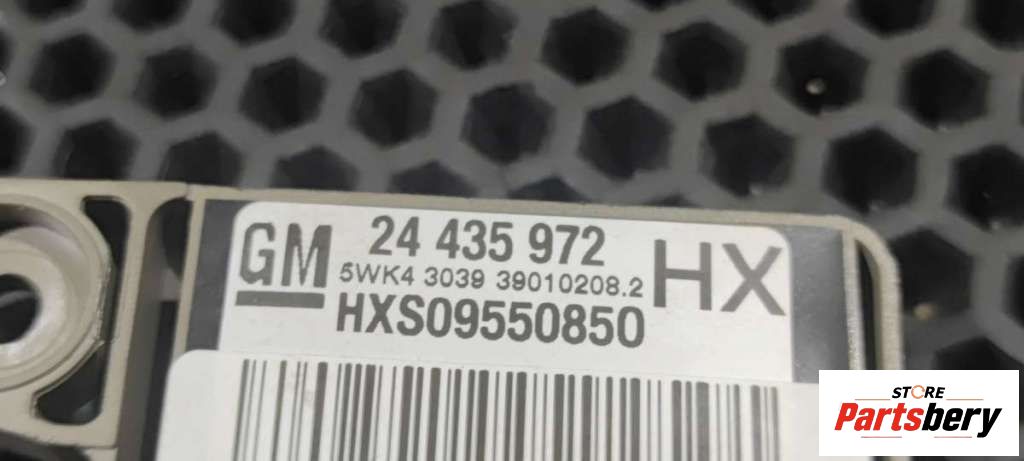 GM 24 435 972 HX
5WK4 3039 39010208.2
HXS09550850
STORE
Partsbery